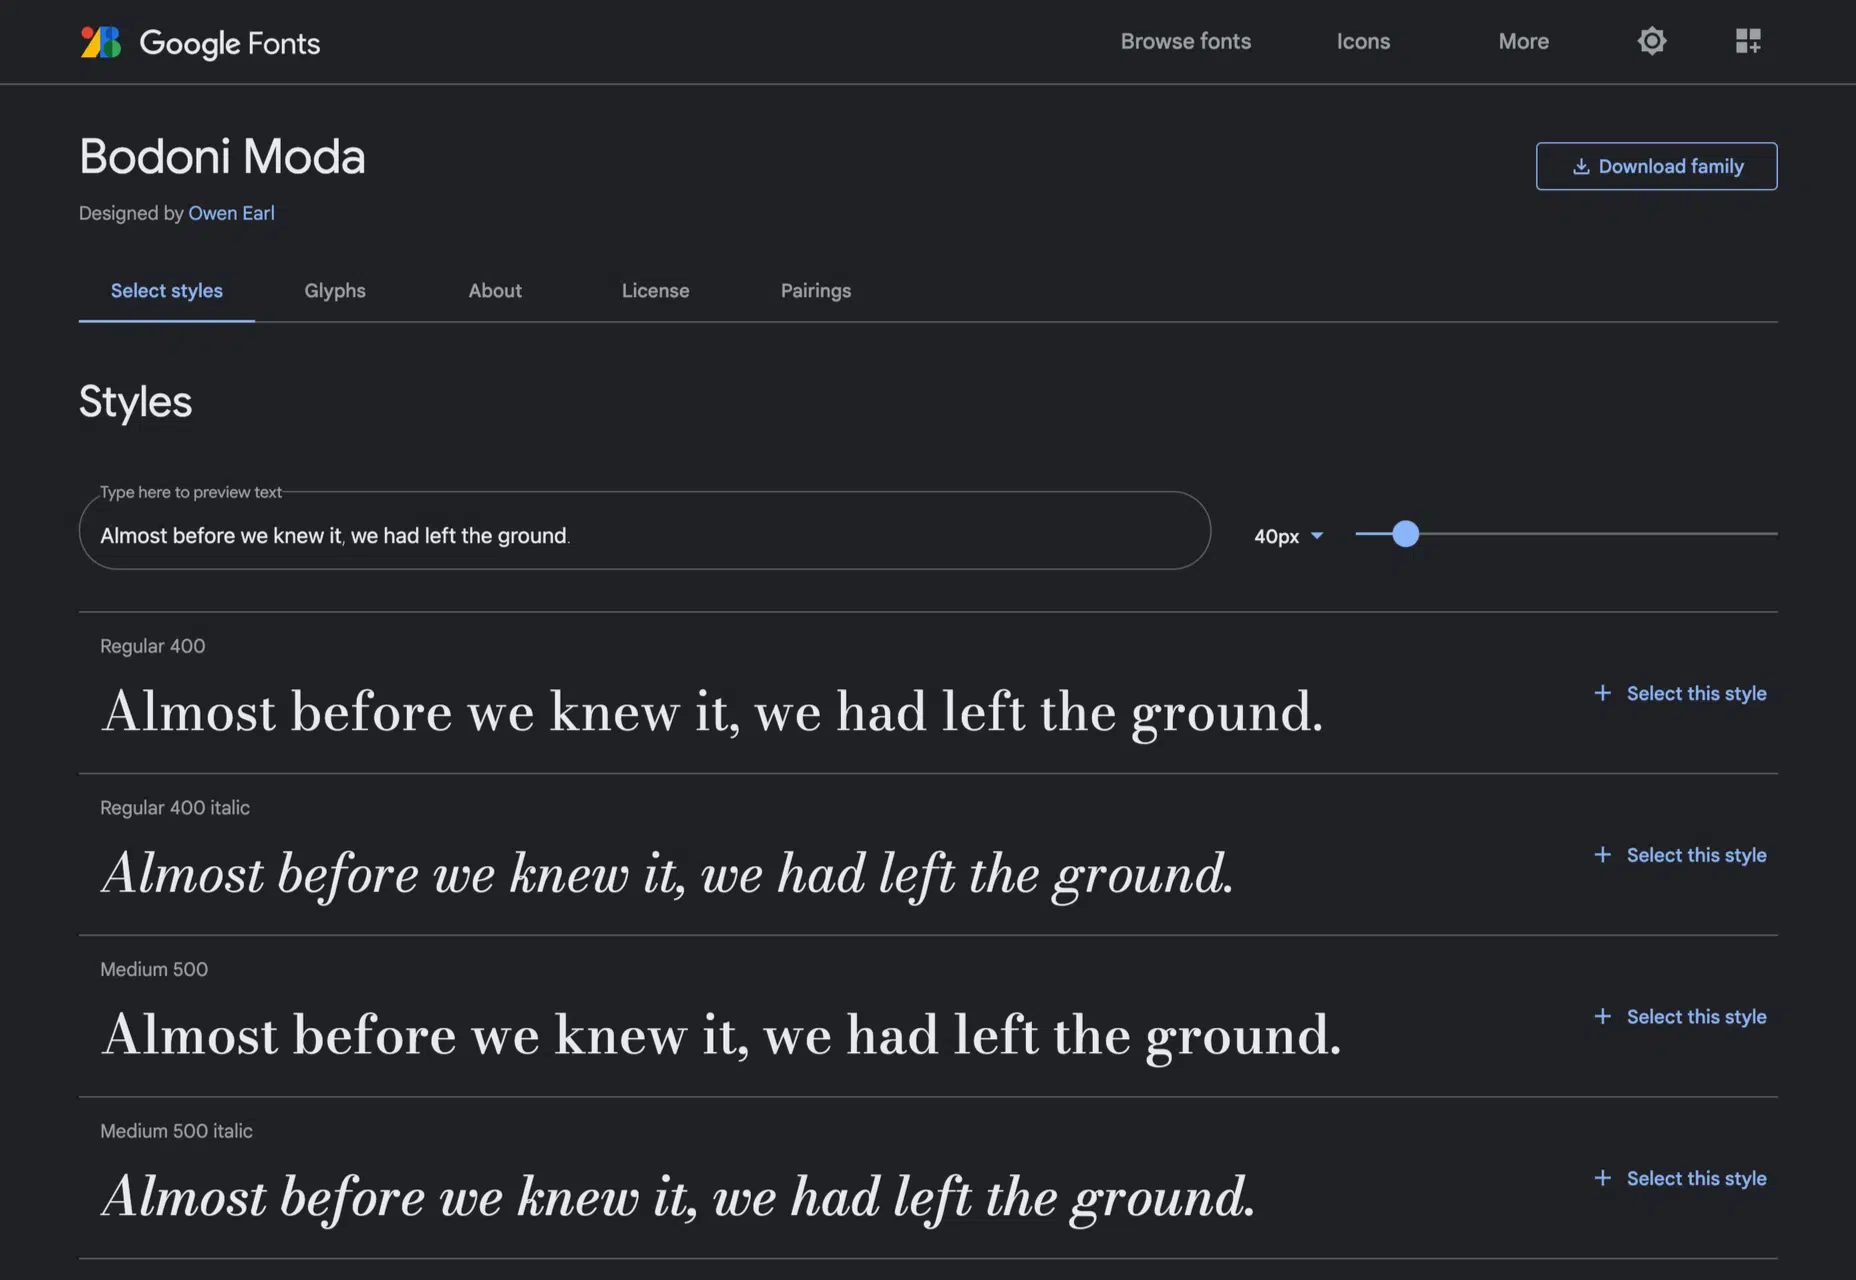 Google Fonts
Browse fonts
Icons
More
Bodoni Moda
Download family
Designed by Owen Earl
Select styles
Glyphs
About
License
Pairings
Styles
Type here to preview text
Almost before we knew it, we had left the ground.
40px
Regular 400
Almost before we knew it, we had left the ground.
Select this style
Regular 400 italic
Almost before we knew it, we had left the ground.
Select this style
Medium 500
Almost before we knew it, we had left the ground.
Select this style
Medium 500 italic
Almost before we knew it, we had left the ground.
Select this style